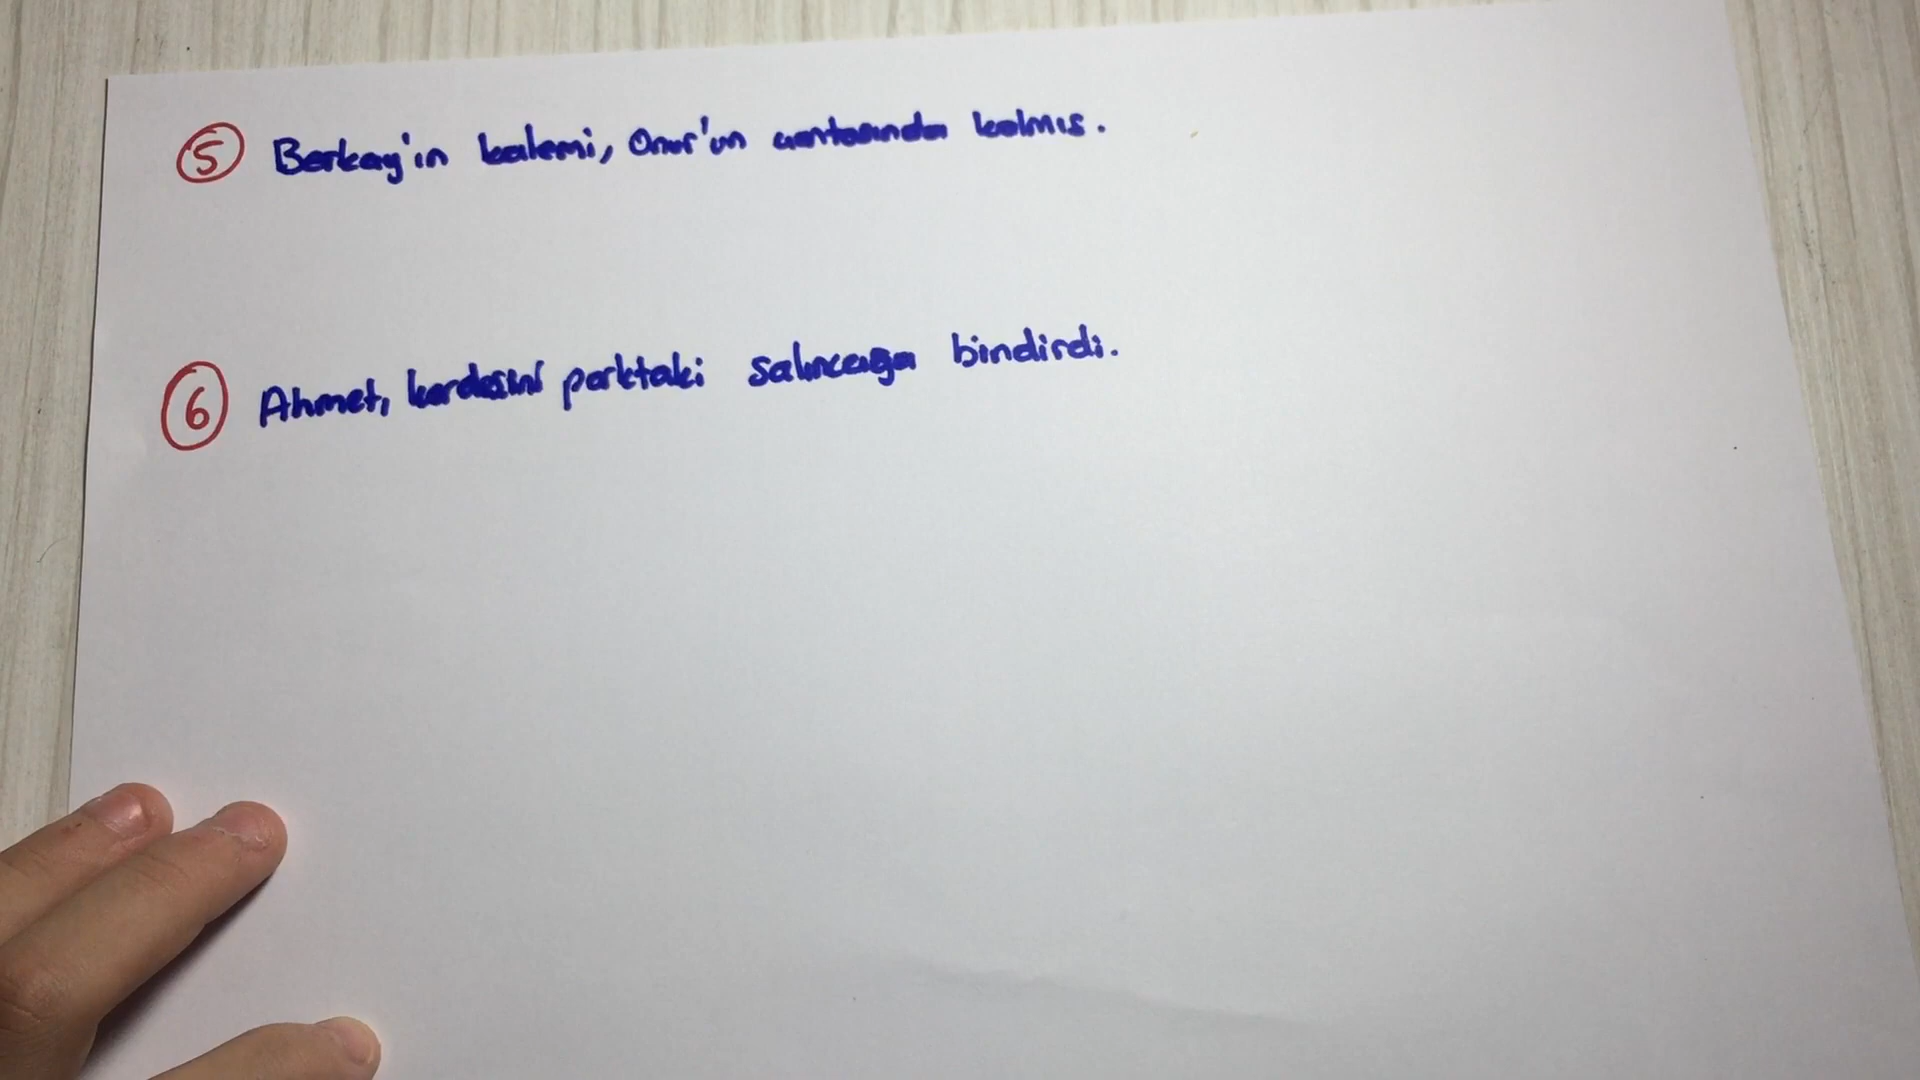 5 Berkay'ın kalemi, Onur'un çantasında kalmış.
6 Ahmet, kardeşini parktaki salıncağa bindirdi.